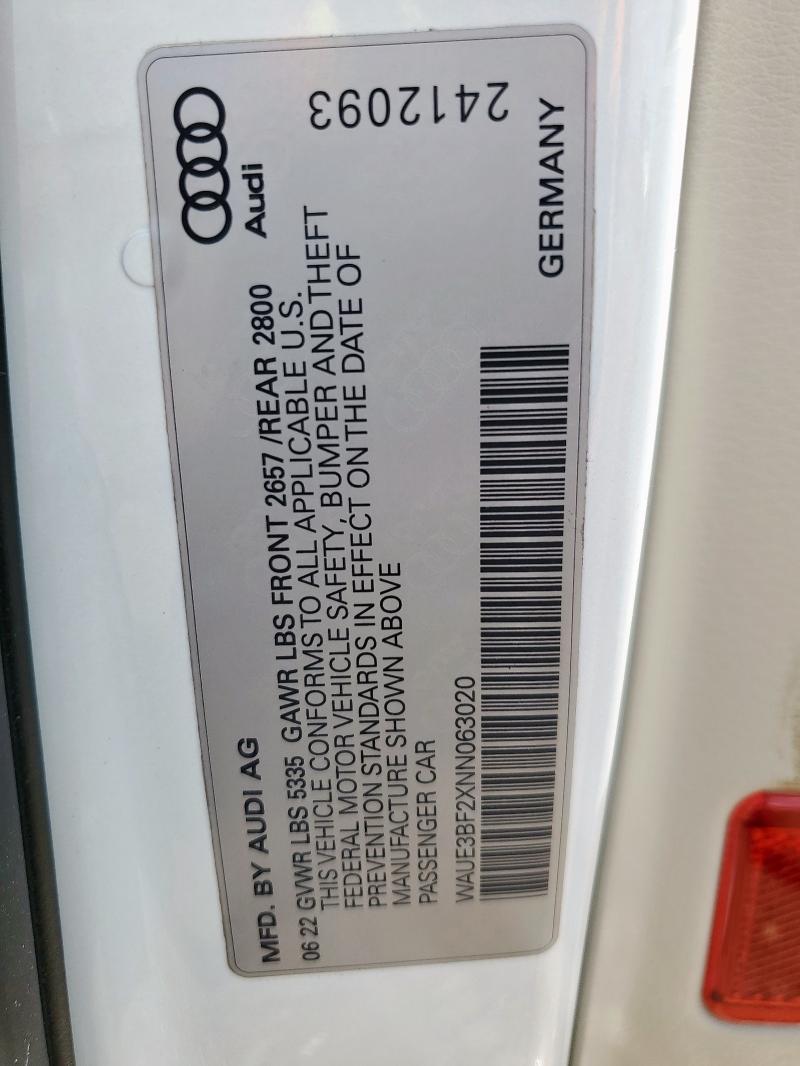 Audi
MFD. BY AUDI AG
06 22 GVWR LBS 5335 GAWR LBS FRONT 2657 /REAR 2800
THIS VEHICLE CONFORMS TO ALL APPLICABLE U.S.
FEDERAL MOTOR VEHICLE SAFETY, BUMPER AND THEFT
PREVENTION STANDARDS IN EFFECT ON THE DATE OF
MANUFACTURE SHOWN ABOVE
PASSENGER CAR
WAUE3BF2XNN063020
2412093
GERMANY